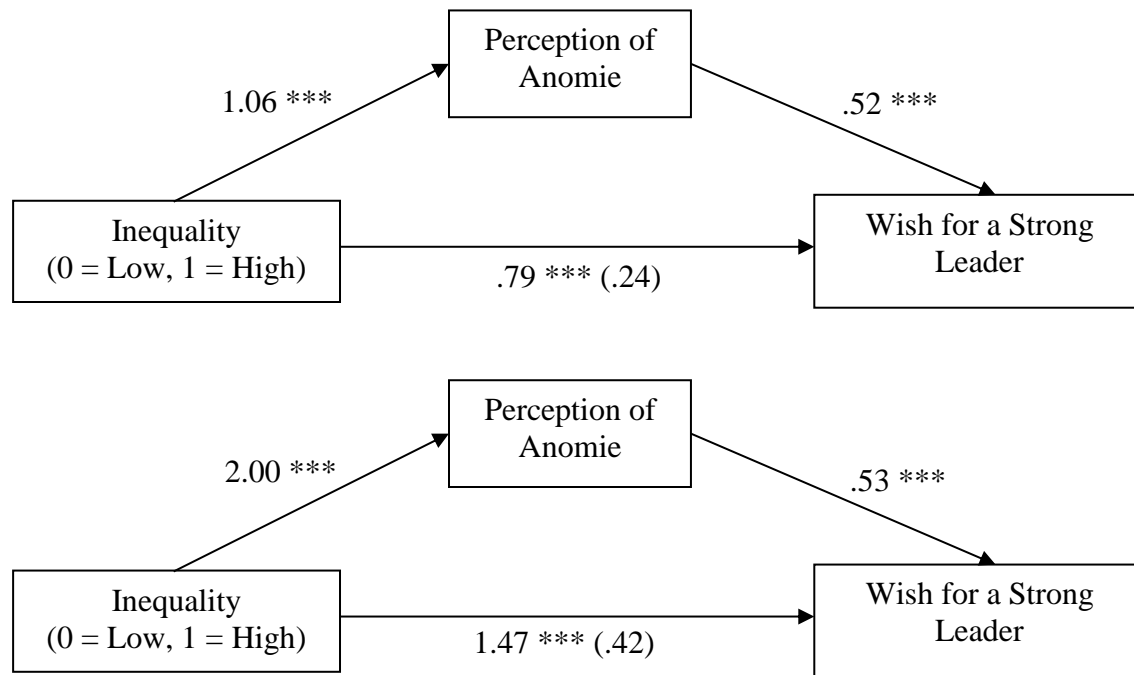 Perception of
Anomie
1.06 ***
.52 ***
Inequality
(0 = Low, 1 = High)
Wish for a Strong
Leader
.79 *** (.24)
Perception of
Anomie
2.00 ***
.53 ***
Inequality
(0 = Low, 1 = High)
Wish for a Strong
Leader
1.47 *** (.42)